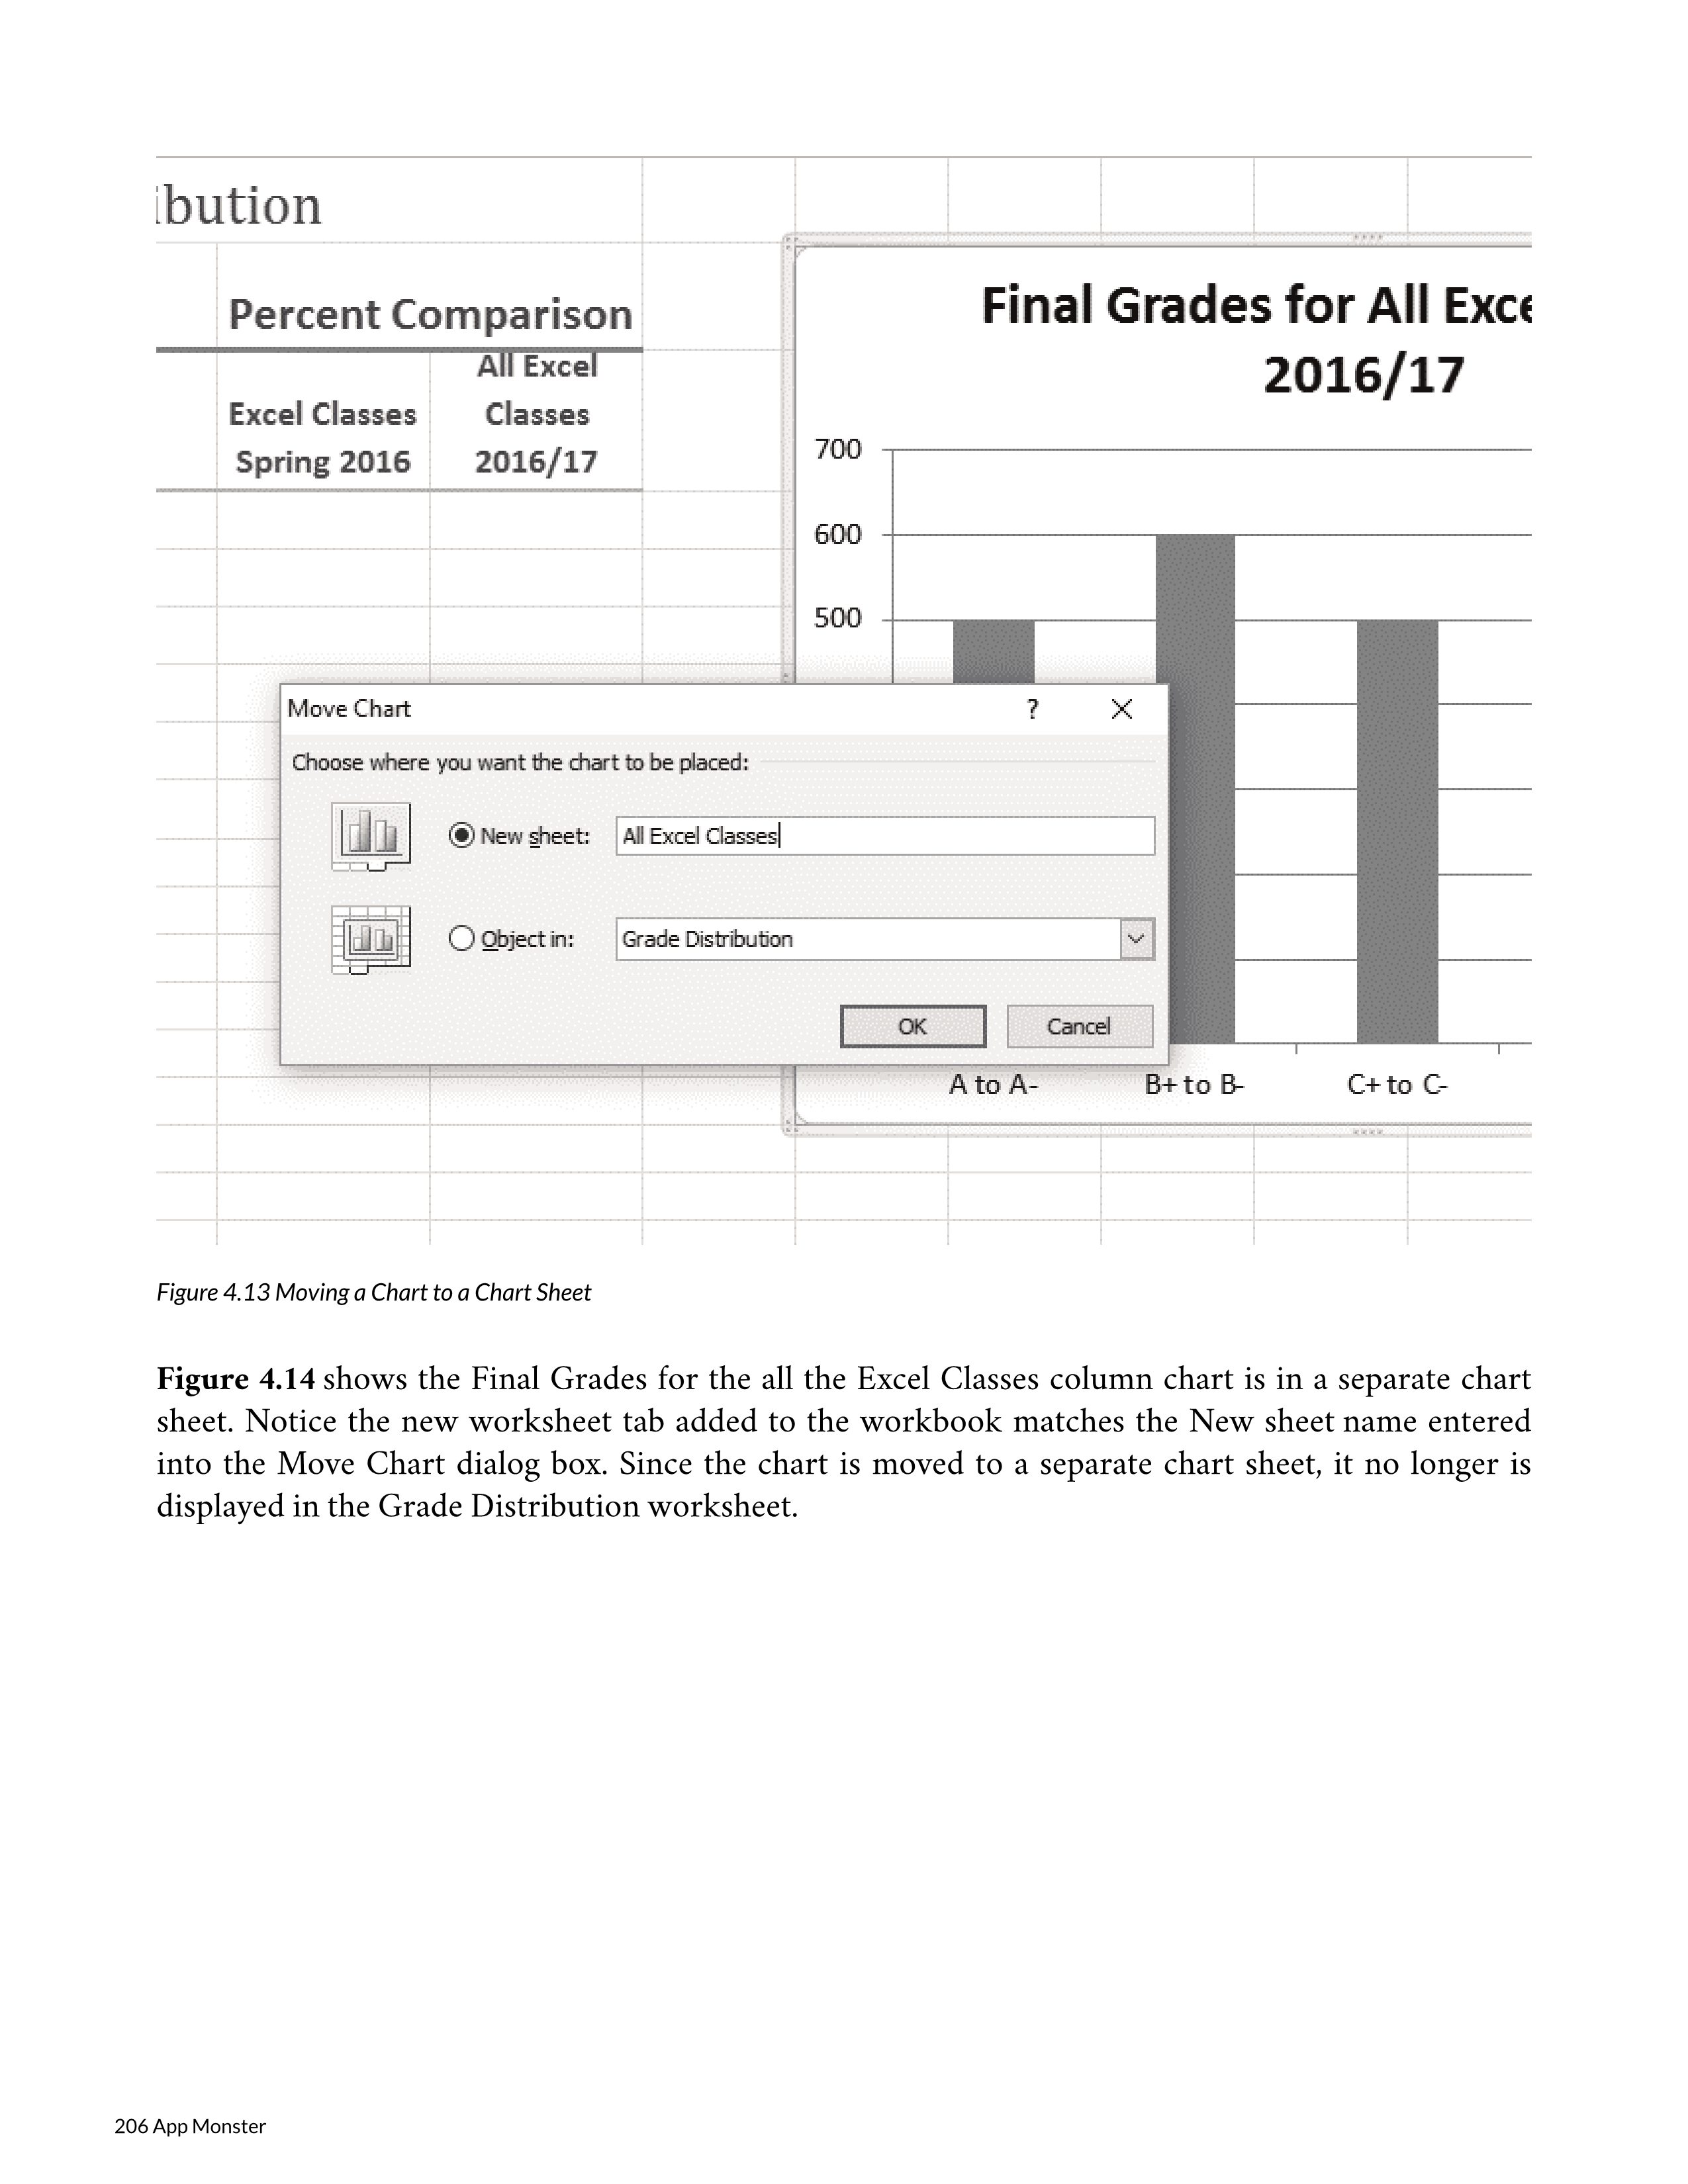 ibution
Percent Comparison
Excel Classes
Spring 2016
All Excel
Classes
2016/17
Final Grades for All Exce
2016/17
700
600
500
A to A-
B+ to B-
C+ to C-
Move Chart
?
Choose where you want the chart to be placed:
New sheet: All Excel Classes
Object in: Grade Distribution
OK Cancel
Figure 4.13 Moving a Chart to a Chart Sheet
Figure 4.14 shows the Final Grades for the all the Excel Classes column chart is in a separate chart
sheet. Notice the new worksheet tab added to the workbook matches the New sheet name entered
into the Move Chart dialog box. Since the chart is moved to a separate chart sheet, it no longer is
displayed in the Grade Distribution worksheet.
206 App Monster